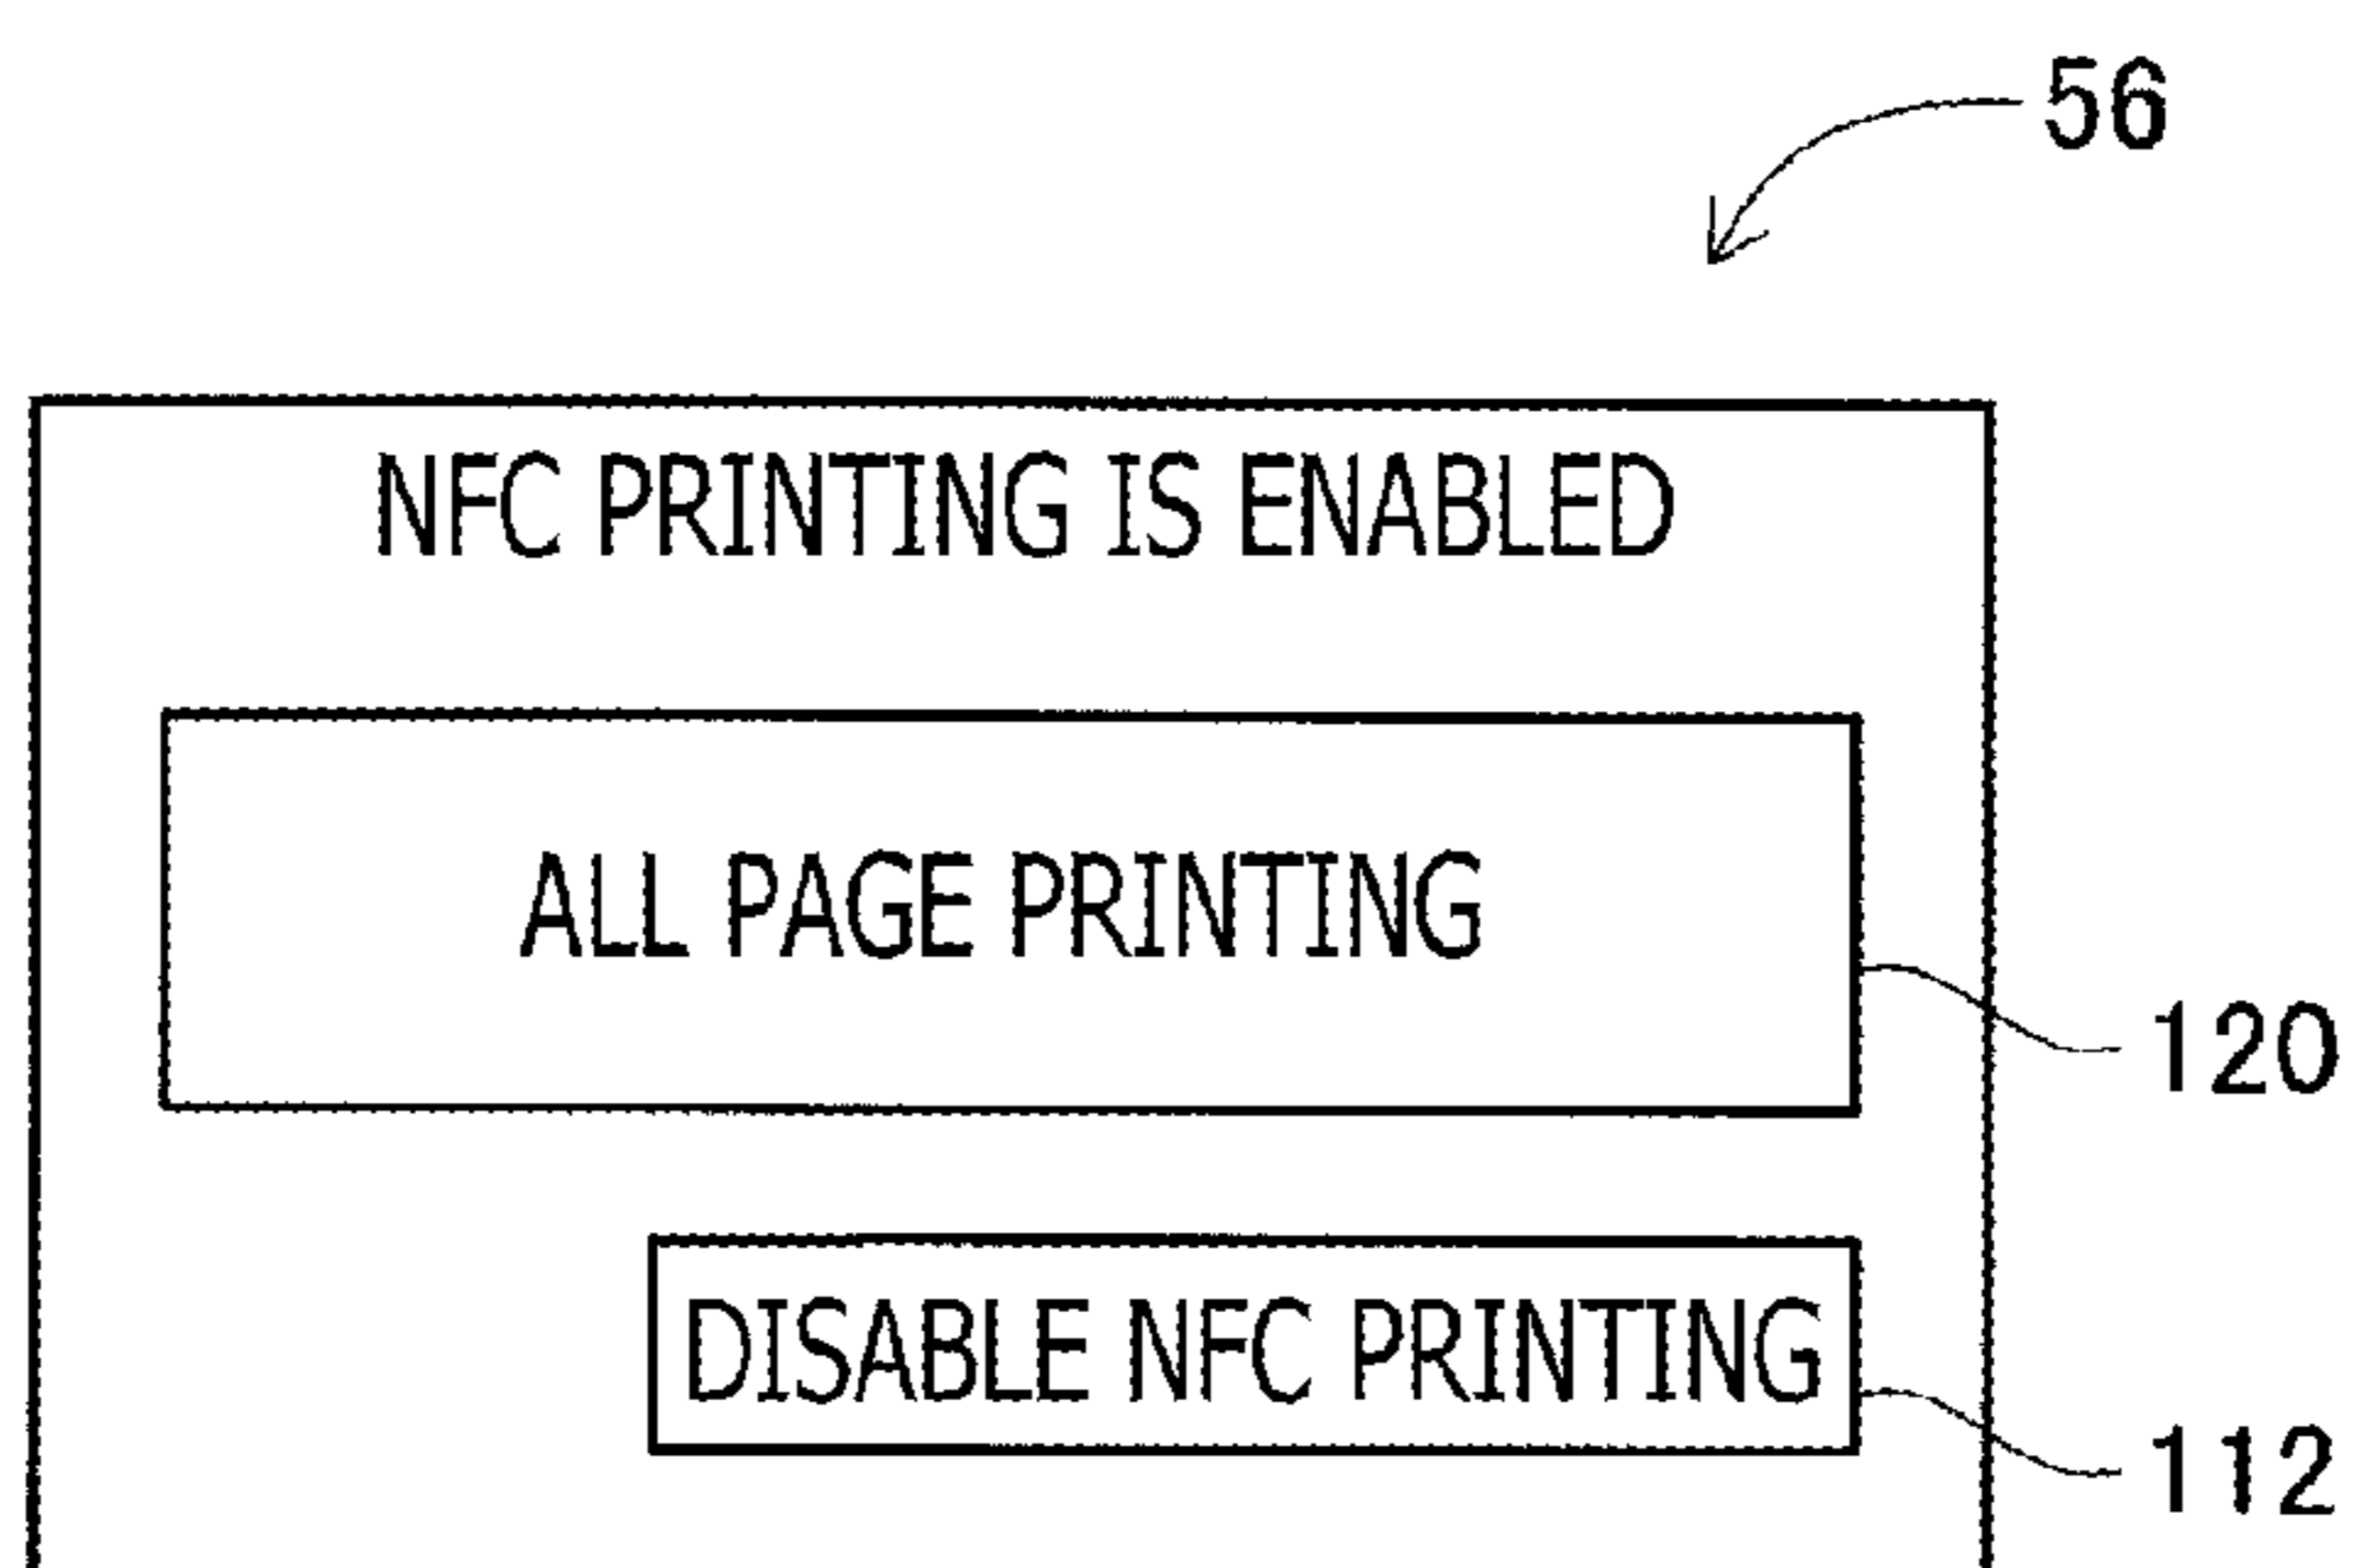 56
NFC PRINTING IS ENABLED
ALL PAGE PRINTING
120
DISABLE NFC PRINTING
112